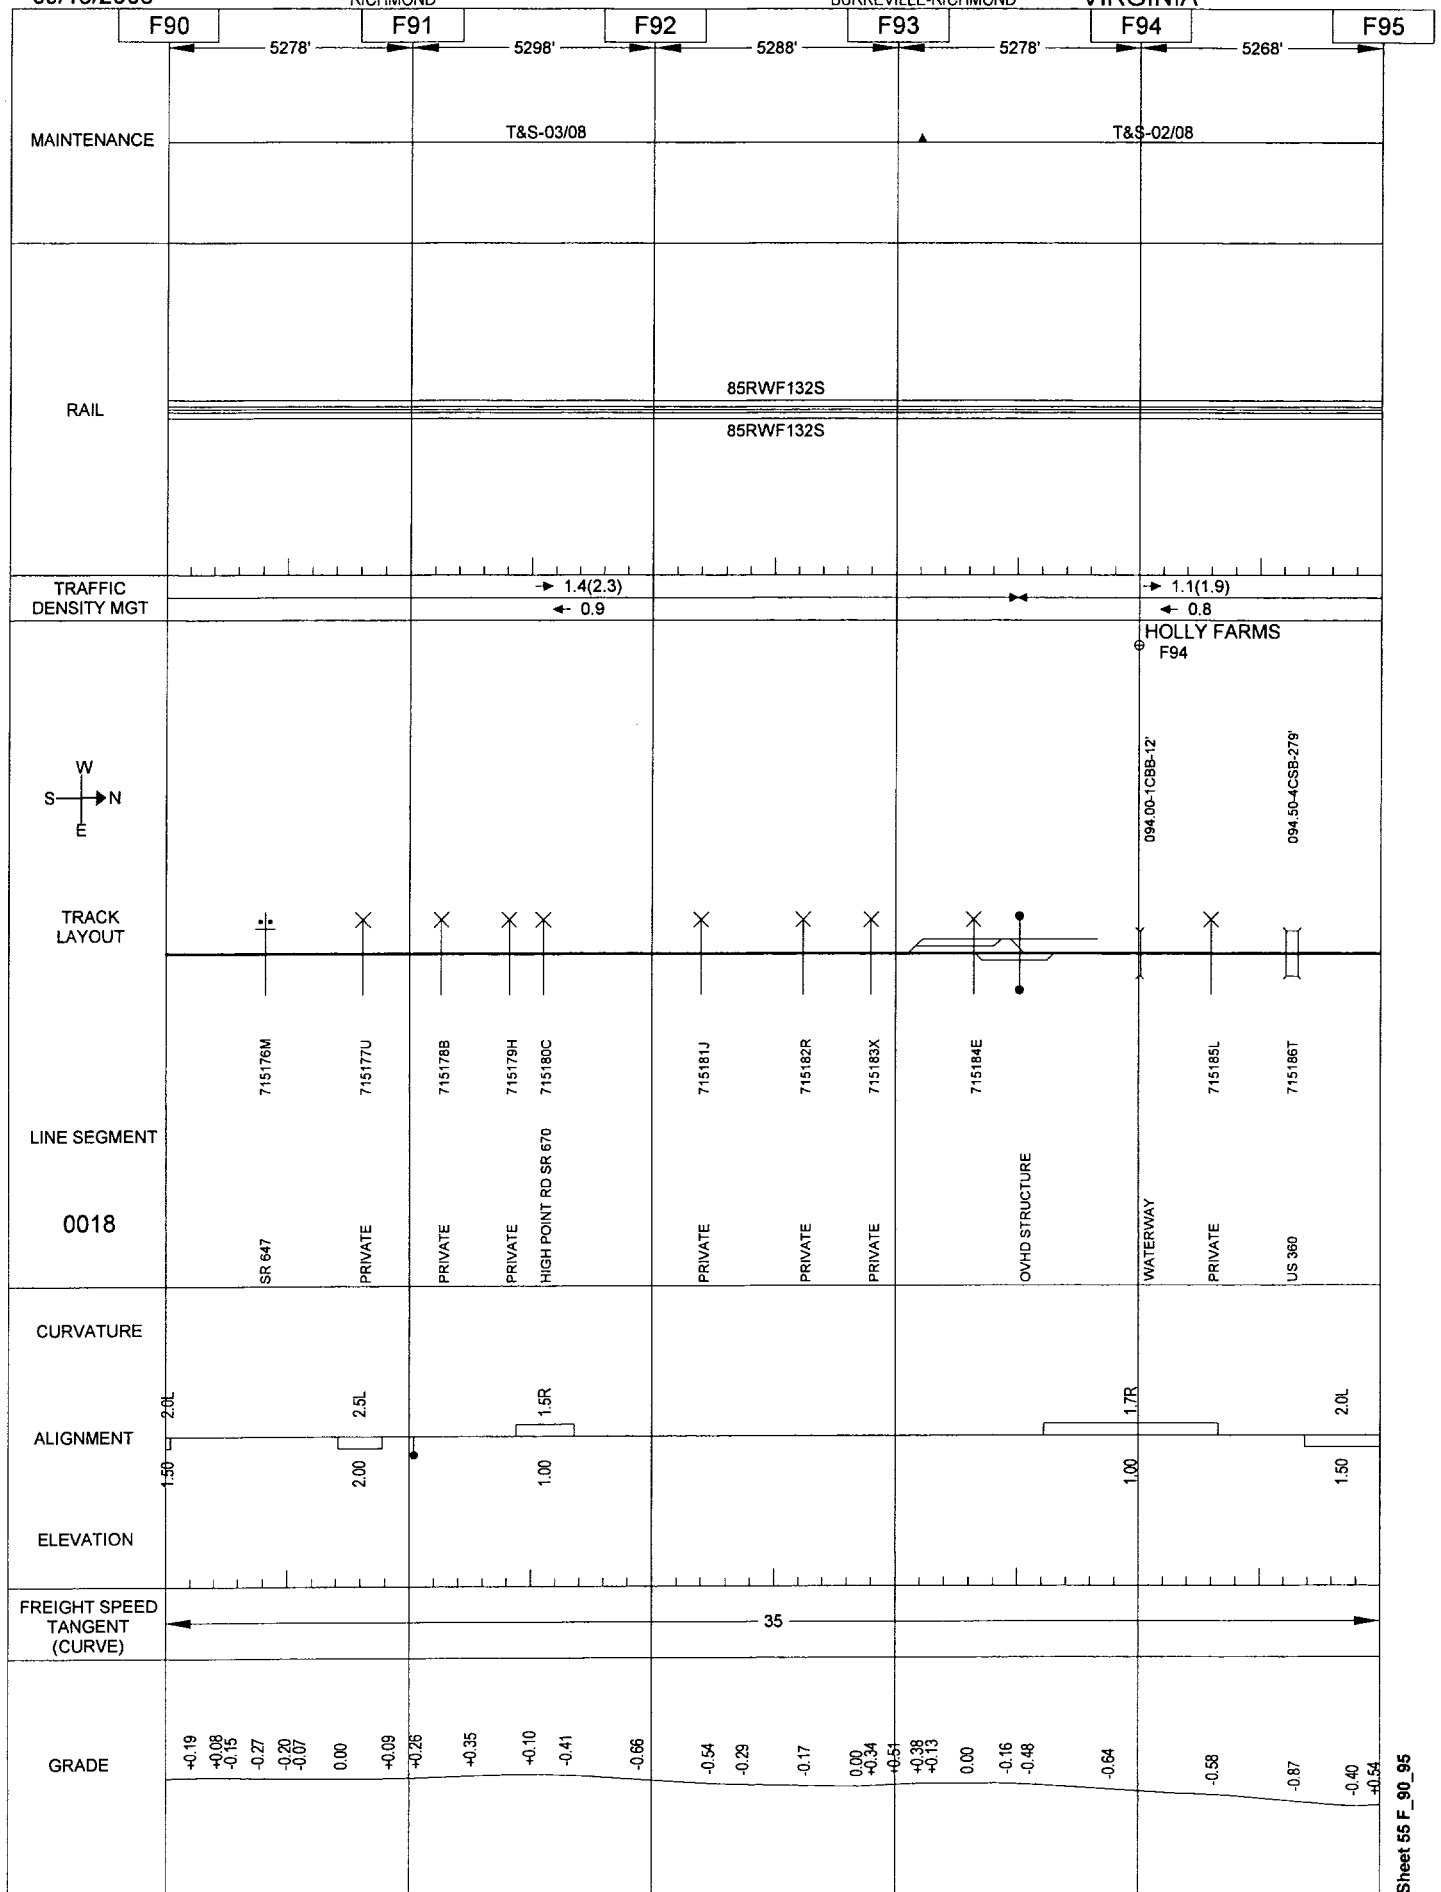 RICHMOND
BURKEVILLE-RICHMOND
VIRGINIA
F90
F91
F92
F93
F94
F95
5278'
5298'
5288'
5278'
5268'
MAINTENANCE
T&S-03/08
T&S-02/08
RAIL
85RWF132S
85RWF132S
TRAFFIC
DENSITY MGT
1.4(2.3)
0.9
1.1(1.9)
0.8
HOLLY FARMS
F94
W
S
N
E
094.00-1CBB-12'
094.50-4CSB-279'
TRACK
LAYOUT
715176M
715177U
715178B
715179H
715180C
715181J
715182R
715183X
715184E
715185L
715186T
LINE SEGMENT
0018
SR 647
PRIVATE
PRIVATE
PRIVATE
HIGH POINT RD SR 670
PRIVATE
PRIVATE
PRIVATE
OVHD STRUCTURE
WATERWAY
PRIVATE
US 360
CURVATURE
2.0L
2.5L
1.5R
1.7R
2.0L
ALIGNMENT
1.50
2.00
1.00
1.00
1.50
ELEVATION
FREIGHT SPEED
TANGENT
(CURVE)
35
GRADE
+0.19
+0.08
-0.15
-0.27
-0.20
-0.07
0.00
+0.09
+0.26
+0.35
+0.10
-0.41
-0.66
-0.54
-0.29
-0.17
0.00
+0.34
+0.51
+0.38
+0.13
0.00
-0.16
-0.48
-0.64
-0.58
-0.87
-0.40
+0.54
Sheet 55 F_90_95